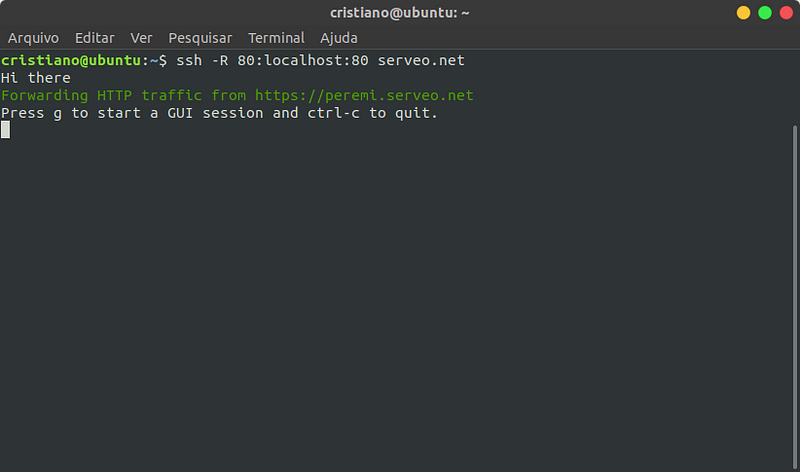 cristiano@ubuntu: ~
Arquivo Editar Ver Pesquisar Terminal Ajuda
cristiano@ubuntu:~$ ssh -R 80:localhost:80 serveo.net
Hi there
Forwarding HTTP traffic from https://peremi.serveo.net
Press g to start a GUI session and ctrl-c to quit.